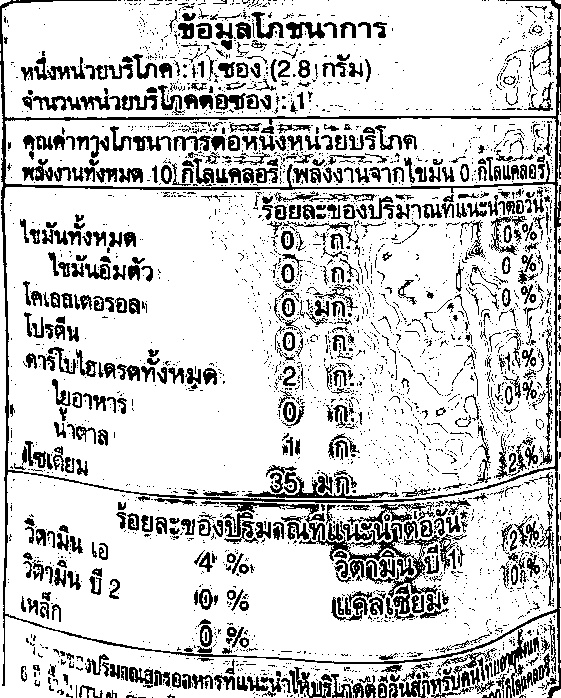 ข้อมูลโภชนาการ
หนึ่งหน่วยบริโภค : 1 ซอง (2.8 กรัม)
จำนวนหน่วยบริโภคต่อซอง : 1
คุณค่าทางโภชนาการต่อหนึ่งหน่วยบริโภค
พลังงานทั้งหมด 10 กิโลแคลอรี (พลังงานจากไขมัน 0 กิโลแคลอรี)
ร้อยละของปริมาณที่แนะนำต่อวัน
ไขมันทั้งหมด 0 ก. 0 %
ไขมันอิ่มตัว 0 ก. 0 %
โคเลสเตอรอล 0 มก. 0 %
โปรตีน 0 ก.
คาร์โบไฮเดรตทั้งหมด 2 ก. 1 %
ใยอาหาร 0 ก. 0 %
น้ำตาล 1 ก.
โซเดียม 35 มก. 2 %
ร้อยละของปริมาณที่แนะนำต่อวัน
วิตามิน เอ 4 % วิตามิน บี 1 2 %
วิตามิน บี 2 0 % แคลเซียม 0 %
เหล็ก 0 %
ของปริมาณสารอาหารที่แนะนำให้บริโภคต่อวันสำหรับคนไทยอายุตั้งแต่